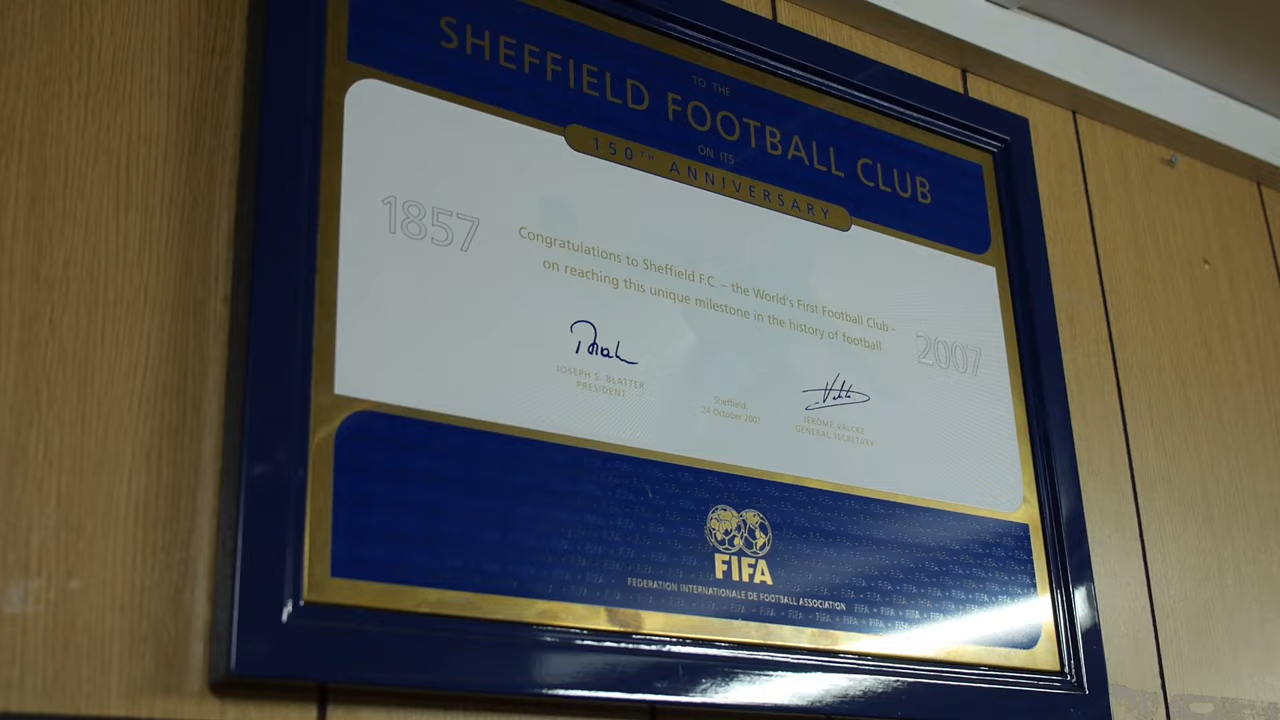 TO THE
SHEFFIELD FOOTBALL CLUB
ON ITS
150TH ANNIVERSARY
1857
Congratulations to Sheffield F.C. – the World's First Football Club –
on reaching this unique milestone in the history of football
2007
JOSEPH S. BLATTER
PRESIDENT
Sheffield,
24 October 2007
JÉRÔME VALCKE
GENERAL SECRETARY
FIFA
FEDERATION INTERNATIONALE DE FOOTBALL ASSOCIATION